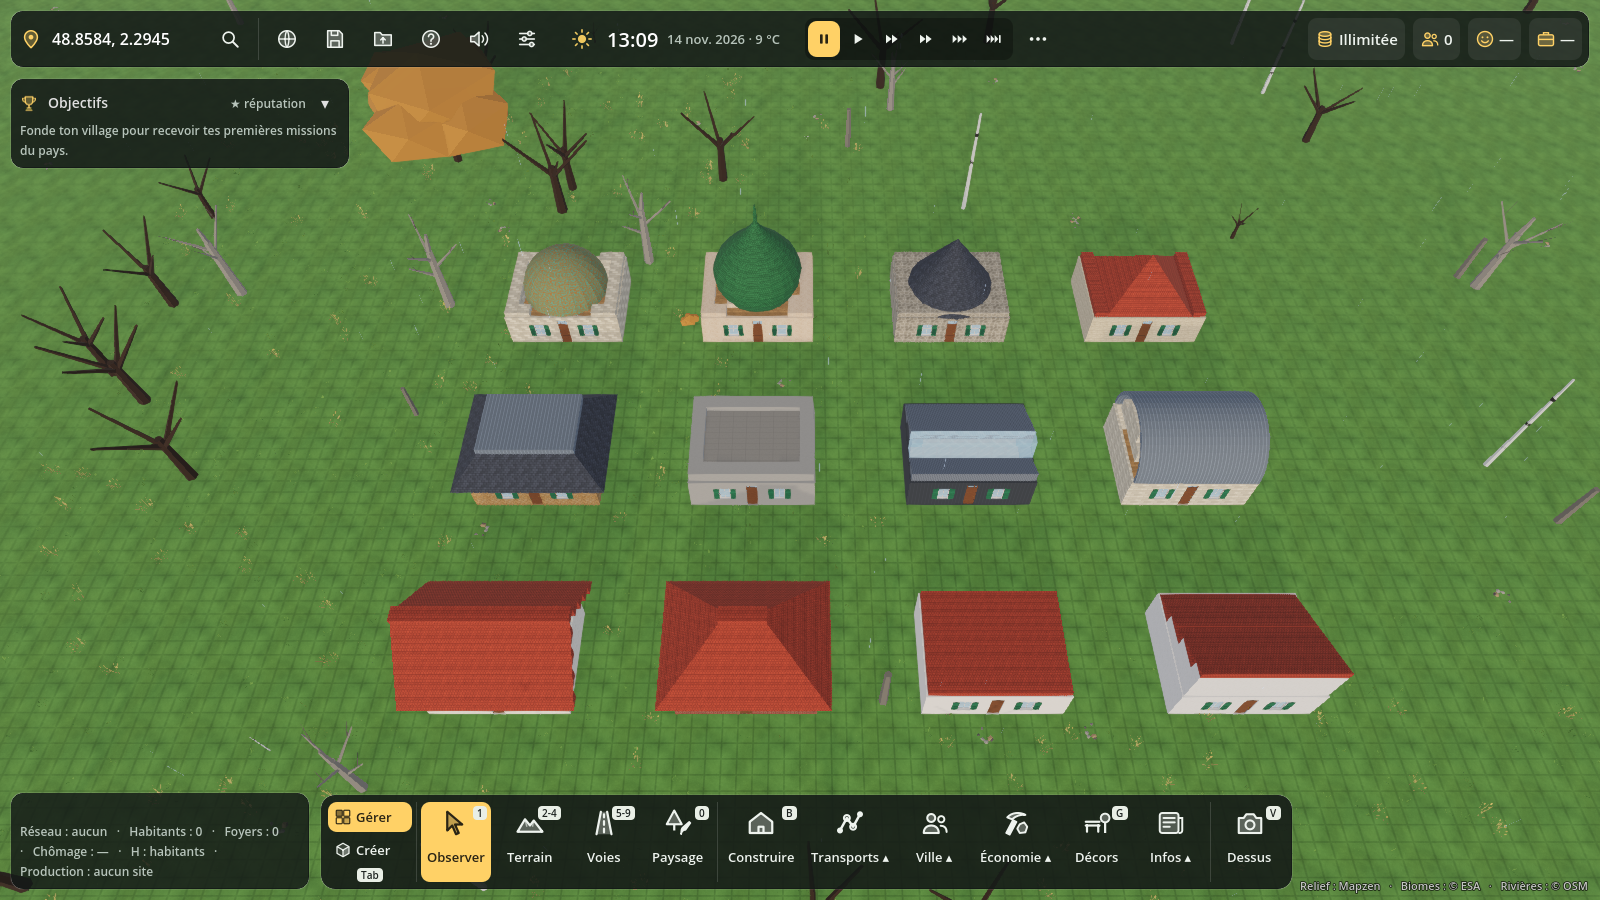 48.8584, 2.2945
13:09 14 nov. 2026 · 9 °C
Illimitée
0
—
—
Objectifs ★ réputation ▼
Fonde ton village pour recevoir tes premières missions
du pays.
Réseau : aucun · Habitants : 0 · Foyers : 0
· Chômage : — · H : habitants ·
Production : aucun site
Gérer
Créer
Tab
1
Observer
2-4
Terrain
5-9
Voies
0
Paysage
B
Construire
Transports ▴
Ville ▴
Économie ▴
G
Décors
Infos ▴
V
Dessus
Relief : Mapzen · Biomes : © ESA · Rivières : © OSM